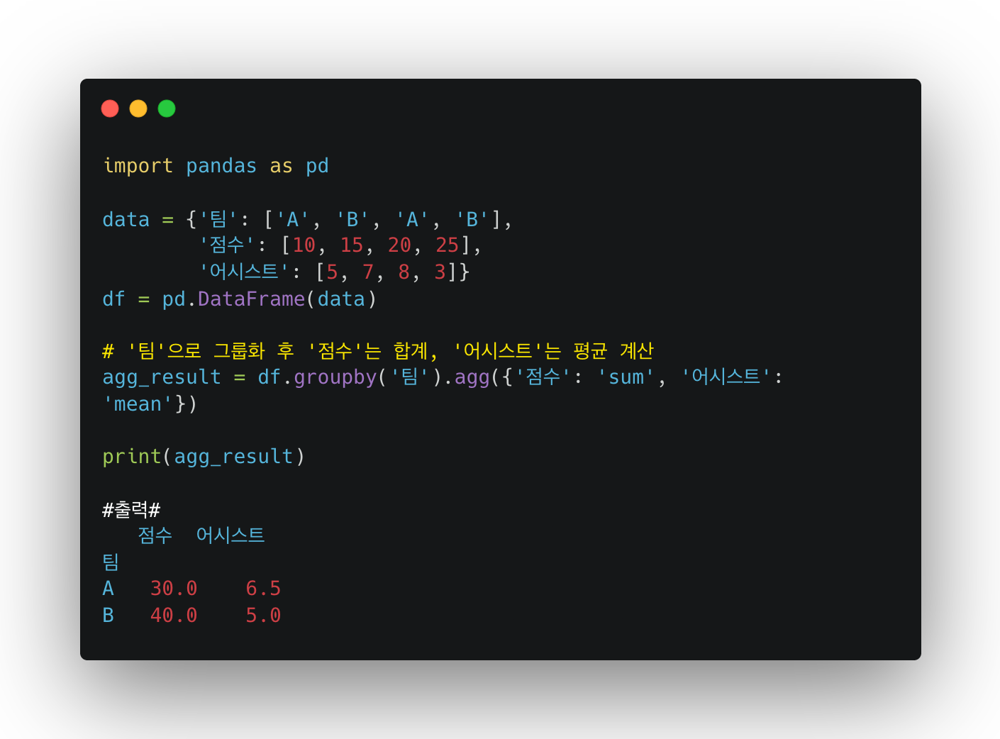 import pandas as pd
data = {'팀': ['A', 'B', 'A', 'B'],
        '점수': [10, 15, 20, 25],
        '어시스트': [5, 7, 8, 3]}
df = pd.DataFrame(data)
# '팀'으로 그룹화 후 '점수'는 합계, '어시스트'는 평균 계산
agg_result = df.groupby('팀').agg({'점수': 'sum', '어시스트':
'mean'})
print(agg_result)
#출력#
   점수  어시스트
팀
A   30.0    6.5
B   40.0    5.0